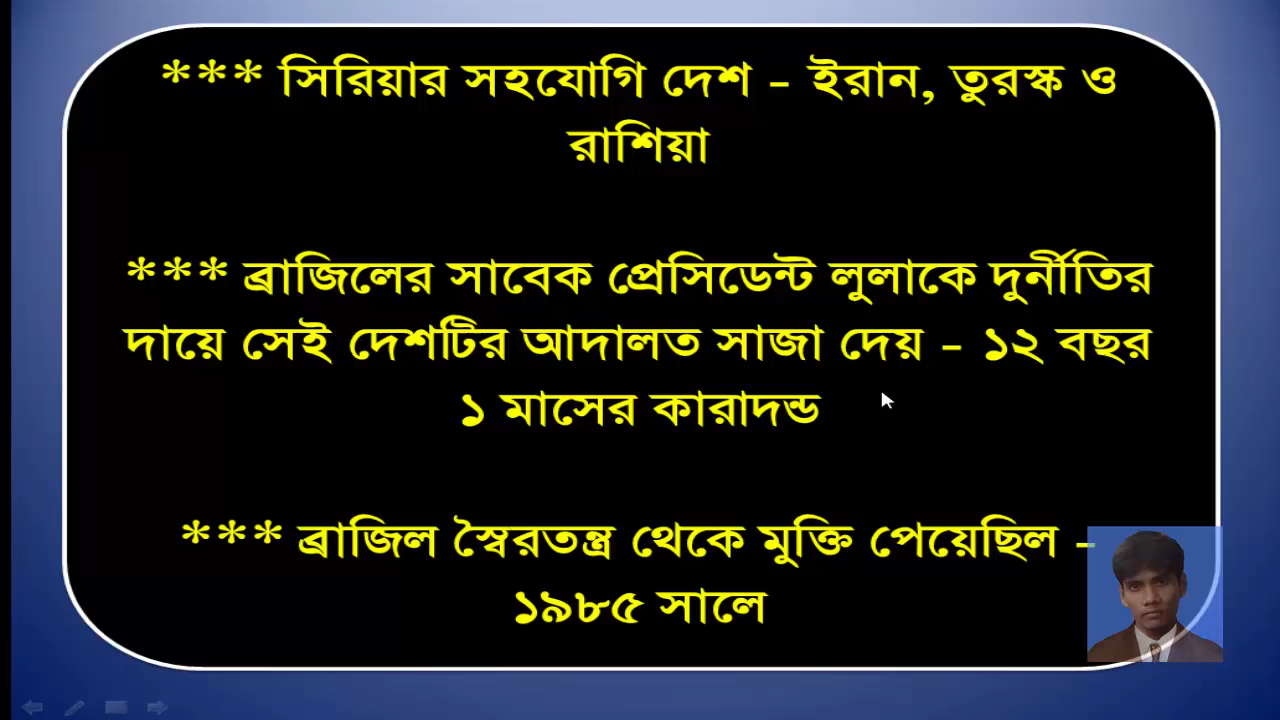 *** সিরিয়ার সহযোগি দেশ - ইরান, তুরস্ক ও
রাশিয়া
*** ব্রাজিলের সাবেক প্রেসিডেন্ট লুলাকে দুর্নীতির
দায়ে সেই দেশটির আদালত সাজা দেয় - ১২ বছর
১ মাসের কারাদন্ড
*** ব্রাজিল স্বৈরতন্ত্র থেকে মুক্তি পেয়েছিল -
১৯৮৫ সালে